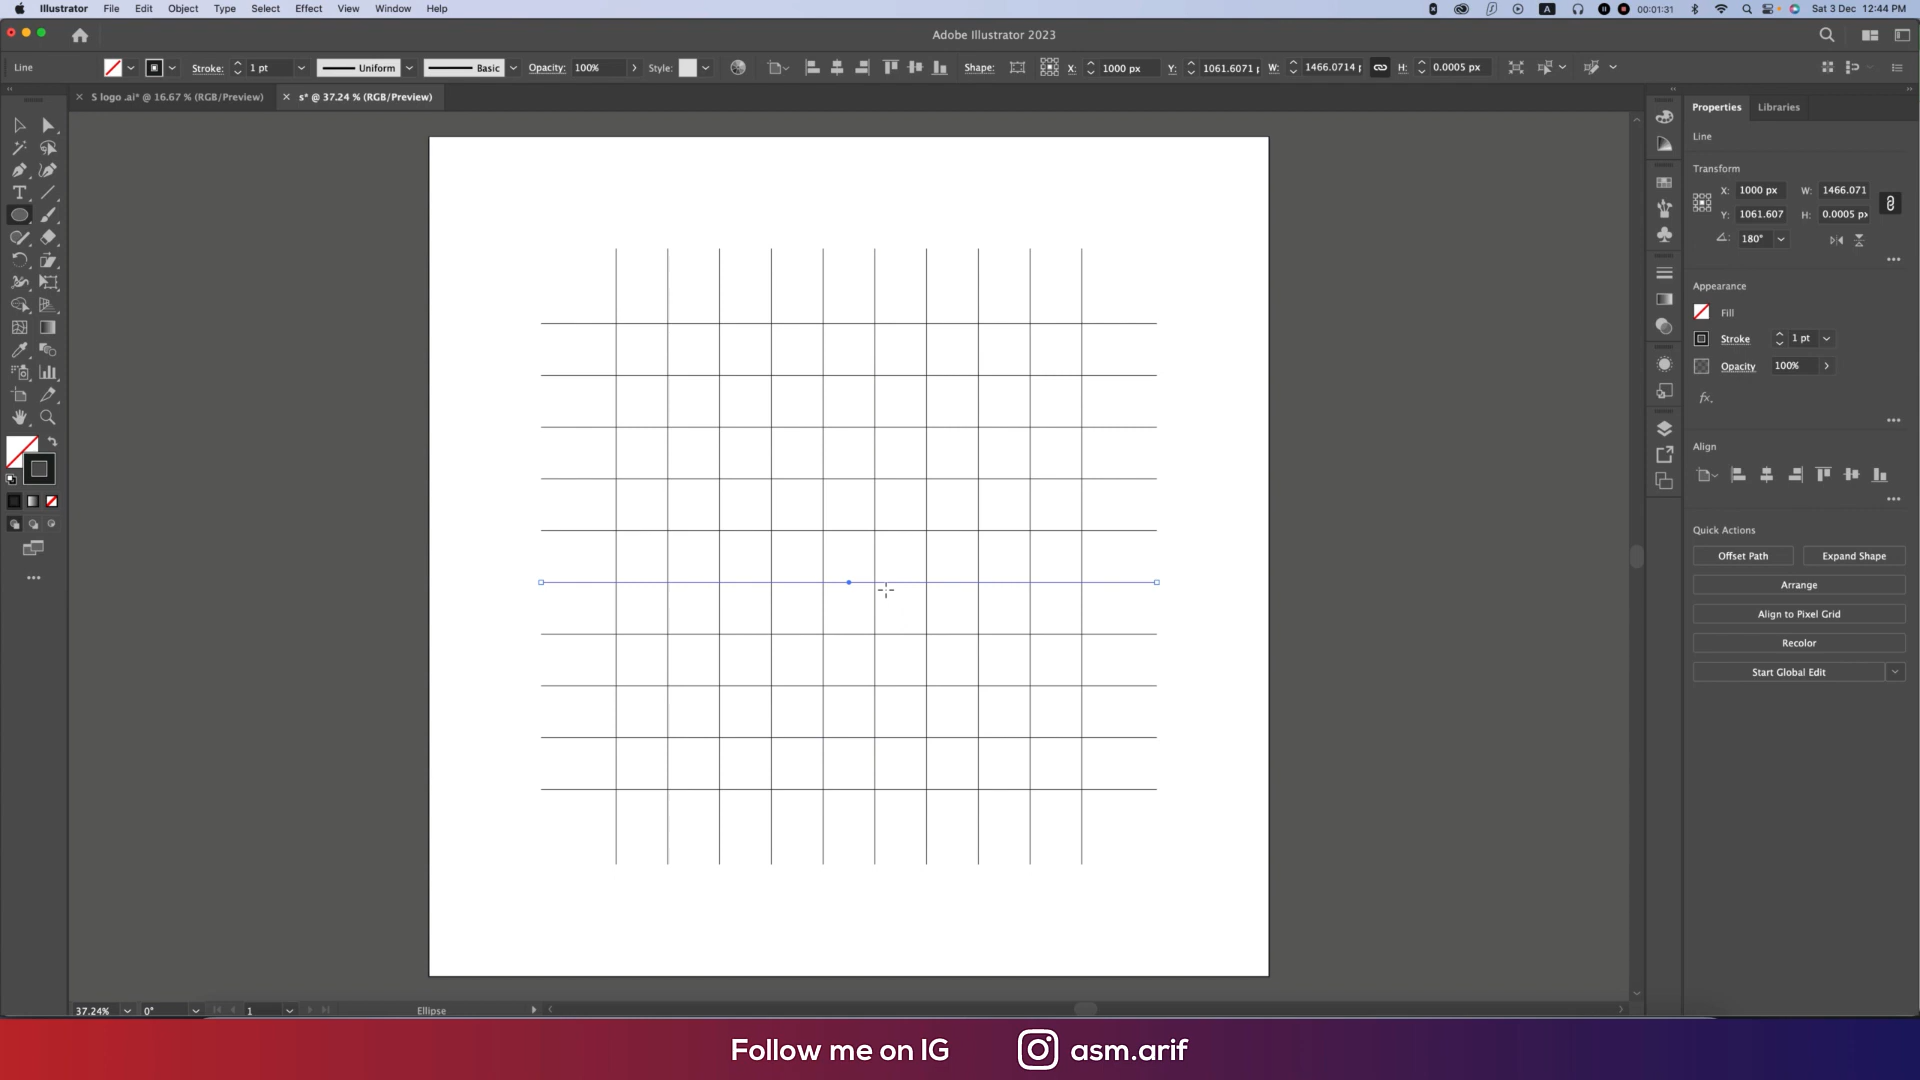 Illustrator File Edit Object Type Select Effect View Window Help
A 00:01:31 Sat 3 Dec 12:44 PM
Adobe Illustrator 2023
Line Stroke: 1 pt Uniform Basic Opacity: 100% Style: Shape: X: 1000 px Y: 1061.6071 W: 1466.0714 H: 0.0005 px
S logo .ai* @ 16.67 % (RGB/Preview) s* @ 37.24 % (RGB/Preview)
Properties Libraries
Line
Transform
X: 1000 px W: 1466.071
Y: 1061.607 H: 0.0005 px
180°
Appearance
Fill
Stroke 1 pt
Opacity 100%
fx.
Align
Quick Actions
Offset Path Expand Shape
Arrange
Align to Pixel Grid
Recolor
Start Global Edit
37.24% 0° 1 Ellipse
Follow me on IG asm.arif